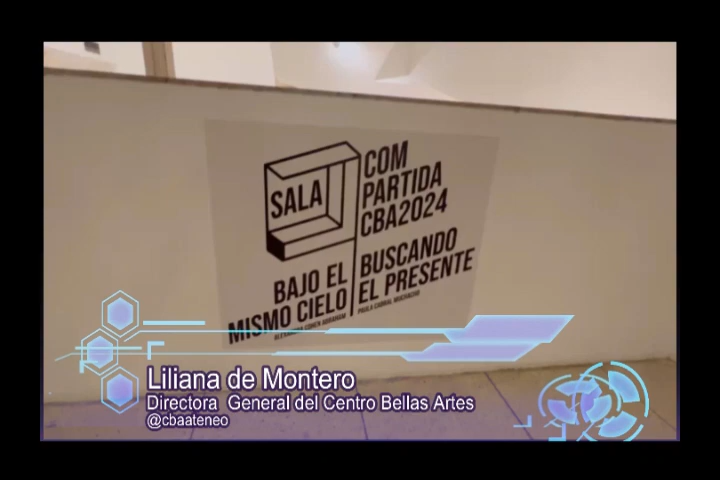 SALA
COM
PARTIDA
CBA2024
BAJO EL
MISMO CIELO
BUSCANDO
EL PRESENTE
Liliana de Montero
Directora General del Centro Bellas Artes
@cbaateneo